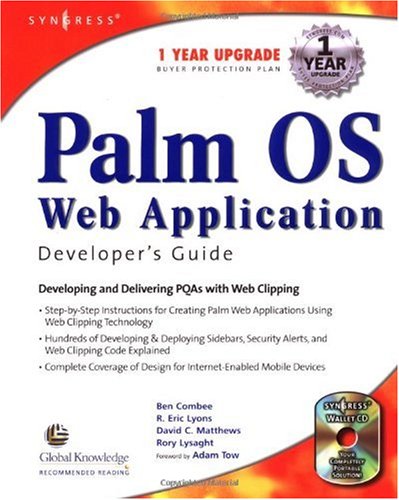 SYNGRESS®
1 YEAR UPGRADE
BUYER PROTECTION PLAN
SYNGRESS.COM
1
YEAR
UPGRADE
Palm OS
Web Application
Developer's Guide
Developing and Delivering PQAs with Web Clipping
• Step-by-Step Instructions for Creating Palm Web Applications Using
Web Clipping Technology
• Hundreds of Developing & Deploying Sidebars, Security Alerts, and
Web Clipping Code Explained
• Complete Coverage of Design for Internet-Enabled Mobile Devices
Ben Combee
R. Eric Lyons
David C. Matthews
Rory Lysaght
Foreword by Adam Tow
Global Knowledge
RECOMMENDED READING
SYNGRESS
WALLET CD
YOUR
COMPLETELY
PORTABLE
SOLUTION!